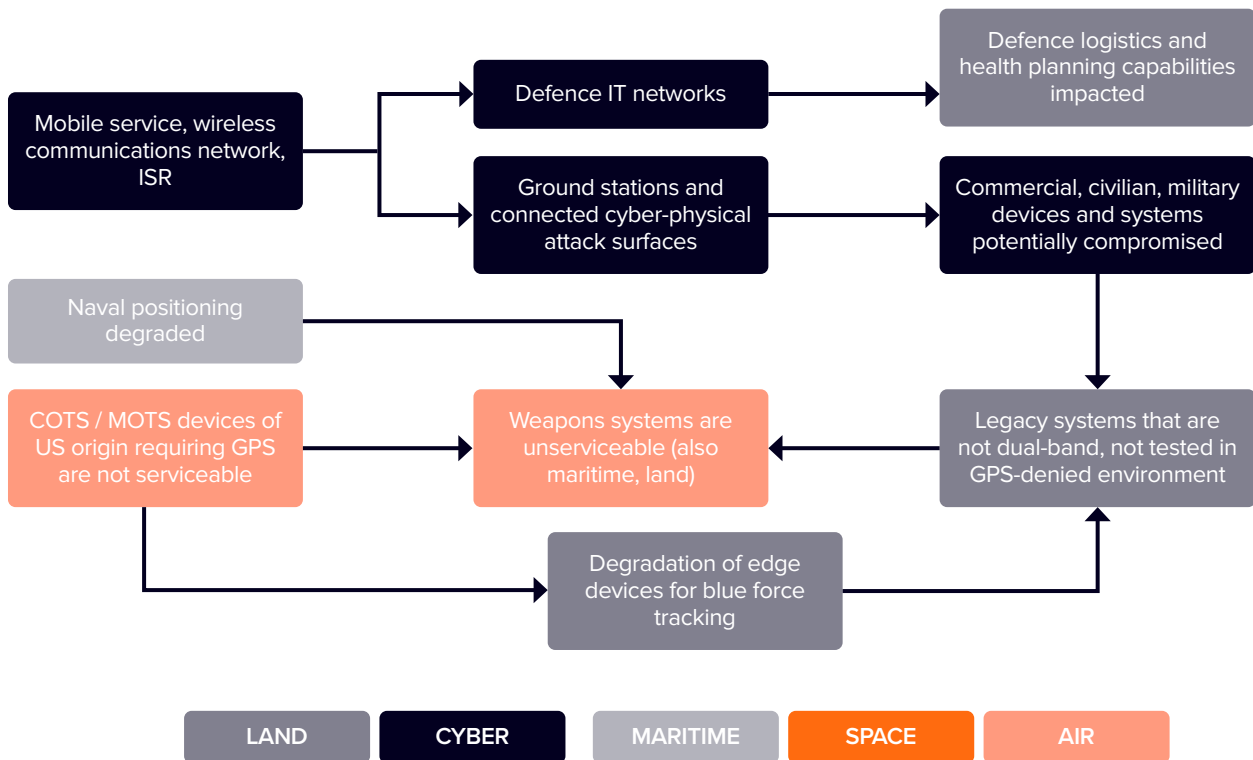 Mobile service, wireless
communications network,
ISR
Defence IT networks
Defence logistics and
health planning capabilities
impacted
Ground stations and
connected cyber-physical
attack surfaces
Commercial, civilian, military
devices and systems
potentially compromised
Naval positioning
degraded
COTS / MOTS devices of
US origin requiring GPS
are not serviceable
Weapons systems are
unserviceable (also
maritime, land)
Legacy systems that are
not dual-band, not tested in
GPS-denied environment
Degradation of edge
devices for blue force
tracking
LAND
CYBER
MARITIME
SPACE
AIR